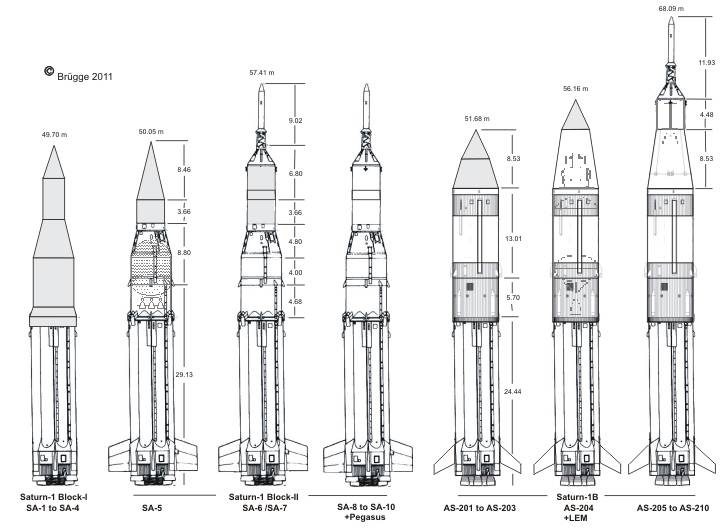 68.09 m
© Brügge 2011
57.41 m
11.93
56.16 m
9.02
51.68 m
4.48
49.70 m
50.05 m
8.46
6.80
8.53
8.53
3.66
3.66
8.80
4.80
13.01
4.00
4.68
5.70
29.13
24.44
Saturn-1 Block-I
SA-1 to SA-4
SA-5
Saturn-1 Block-II
SA-6 /SA-7
SA-8 to SA-10
+Pegasus
AS-201 to AS-203
Saturn-1B
AS-204
+LEM
AS-205 to AS-210